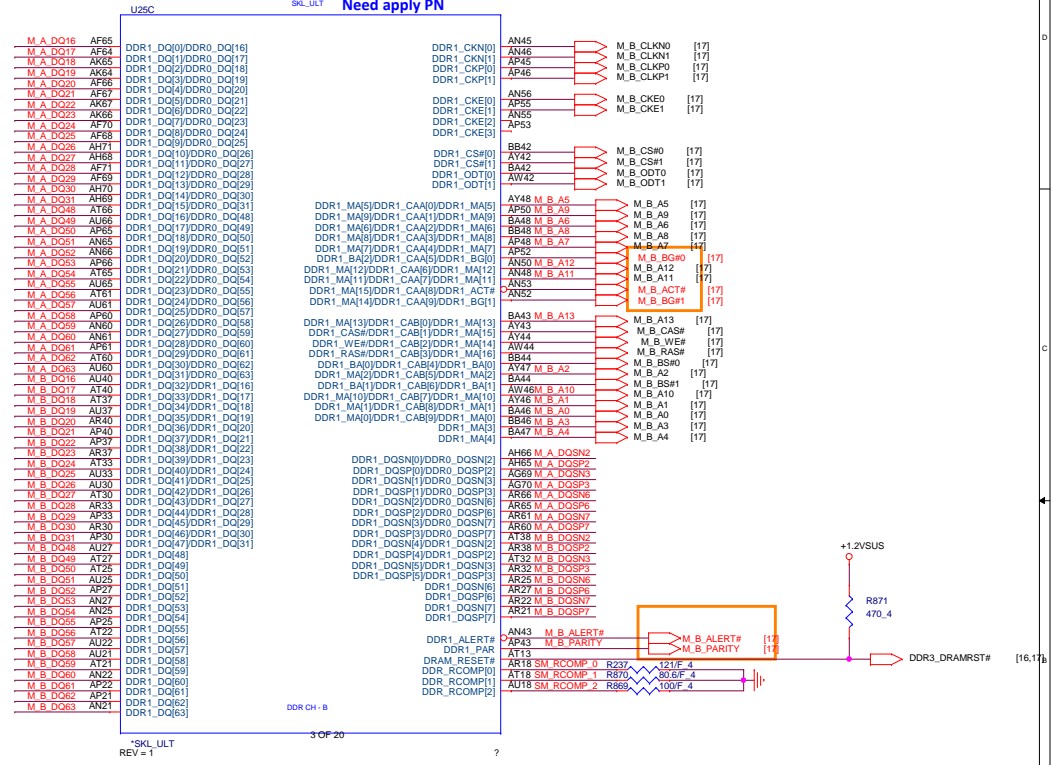 U25C
SKL_ULT
Need apply PN
M_A_DQ16 AF65 DDR1_DQ[0]/DDR0_DQ[16]
M_A_DQ17 AF64 DDR1_DQ[1]/DDR0_DQ[17]
M_A_DQ18 AK65 DDR1_DQ[2]/DDR0_DQ[18]
M_A_DQ19 AK64 DDR1_DQ[3]/DDR0_DQ[19]
M_A_DQ20 AF66 DDR1_DQ[4]/DDR0_DQ[20]
M_A_DQ21 AF67 DDR1_DQ[5]/DDR0_DQ[21]
M_A_DQ22 AK67 DDR1_DQ[6]/DDR0_DQ[22]
M_A_DQ23 AK66 DDR1_DQ[7]/DDR0_DQ[23]
M_A_DQ24 AF70 DDR1_DQ[8]/DDR0_DQ[24]
M_A_DQ25 AF68 DDR1_DQ[9]/DDR0_DQ[25]
M_A_DQ26 AH71 DDR1_DQ[10]/DDR0_DQ[26]
M_A_DQ27 AH68 DDR1_DQ[11]/DDR0_DQ[27]
M_A_DQ28 AF71 DDR1_DQ[12]/DDR0_DQ[28]
M_A_DQ29 AF69 DDR1_DQ[13]/DDR0_DQ[29]
M_A_DQ30 AH70 DDR1_DQ[14]/DDR0_DQ[30]
M_A_DQ31 AH69 DDR1_DQ[15]/DDR0_DQ[31]
M_A_DQ48 AT66 DDR1_DQ[16]/DDR0_DQ[48]
M_A_DQ49 AU66 DDR1_DQ[17]/DDR0_DQ[49]
M_A_DQ50 AP65 DDR1_DQ[18]/DDR0_DQ[50]
M_A_DQ51 AN65 DDR1_DQ[19]/DDR0_DQ[51]
M_A_DQ52 AN66 DDR1_DQ[20]/DDR0_DQ[52]
M_A_DQ53 AP66 DDR1_DQ[21]/DDR0_DQ[53]
M_A_DQ54 AT65 DDR1_DQ[22]/DDR0_DQ[54]
M_A_DQ55 AU65 DDR1_DQ[23]/DDR0_DQ[55]
M_A_DQ56 AT61 DDR1_DQ[24]/DDR0_DQ[56]
M_A_DQ57 AU61 DDR1_DQ[25]/DDR0_DQ[57]
M_A_DQ58 AP60 DDR1_DQ[26]/DDR0_DQ[58]
M_A_DQ59 AN60 DDR1_DQ[27]/DDR0_DQ[59]
M_A_DQ60 AN61 DDR1_DQ[28]/DDR0_DQ[60]
M_A_DQ61 AP61 DDR1_DQ[29]/DDR0_DQ[61]
M_A_DQ62 AT60 DDR1_DQ[30]/DDR0_DQ[62]
M_A_DQ63 AU60 DDR1_DQ[31]/DDR0_DQ[63]
M_B_DQ16 AU40 DDR1_DQ[32]/DDR1_DQ[16]
M_B_DQ17 AT40 DDR1_DQ[33]/DDR1_DQ[17]
M_B_DQ18 AT37 DDR1_DQ[34]/DDR1_DQ[18]
M_B_DQ19 AU37 DDR1_DQ[35]/DDR1_DQ[19]
M_B_DQ20 AR40 DDR1_DQ[36]/DDR1_DQ[20]
M_B_DQ21 AP40 DDR1_DQ[37]/DDR1_DQ[21]
M_B_DQ22 AP37 DDR1_DQ[38]/DDR1_DQ[22]
M_B_DQ23 AR37 DDR1_DQ[39]/DDR1_DQ[23]
M_B_DQ24 AT33 DDR1_DQ[40]/DDR1_DQ[24]
M_B_DQ25 AU33 DDR1_DQ[41]/DDR1_DQ[25]
M_B_DQ26 AU30 DDR1_DQ[42]/DDR1_DQ[26]
M_B_DQ27 AT30 DDR1_DQ[43]/DDR1_DQ[27]
M_B_DQ28 AR33 DDR1_DQ[44]/DDR1_DQ[28]
M_B_DQ29 AP33 DDR1_DQ[45]/DDR1_DQ[29]
M_B_DQ30 AR30 DDR1_DQ[46]/DDR1_DQ[30]
M_B_DQ31 AP30 DDR1_DQ[47]/DDR1_DQ[31]
M_B_DQ48 AU27 DDR1_DQ[48]
M_B_DQ49 AT27 DDR1_DQ[49]
M_B_DQ50 AT25 DDR1_DQ[50]
M_B_DQ51 AU25 DDR1_DQ[51]
M_B_DQ52 AP27 DDR1_DQ[52]
M_B_DQ53 AN27 DDR1_DQ[53]
M_B_DQ54 AN25 DDR1_DQ[54]
M_B_DQ55 AP25 DDR1_DQ[55]
M_B_DQ56 AT22 DDR1_DQ[56]
M_B_DQ57 AU22 DDR1_DQ[57]
M_B_DQ58 AU21 DDR1_DQ[58]
M_B_DQ59 AT21 DDR1_DQ[59]
M_B_DQ60 AN22 DDR1_DQ[60]
M_B_DQ61 AP22 DDR1_DQ[61]
M_B_DQ62 AP21 DDR1_DQ[62]
M_B_DQ63 AN21 DDR1_DQ[63]
DDR1_CKN[0] AN45 M_B_CLKN0 [17]
DDR1_CKN[1] AN46 M_B_CLKN1 [17]
DDR1_CKP[0] AP45 M_B_CLKP0 [17]
DDR1_CKP[1] AP46 M_B_CLKP1 [17]
DDR1_CKE[0] AN56 M_B_CKE0 [17]
DDR1_CKE[1] AP55 M_B_CKE1 [17]
DDR1_CKE[2] AN55
DDR1_CKE[3] AP53
DDR1_CS#[0] BB42 M_B_CS#0 [17]
DDR1_CS#[1] AY42 M_B_CS#1 [17]
DDR1_ODT[0] BA42 M_B_ODT0 [17]
DDR1_ODT[1] AW42 M_B_ODT1 [17]
DDR1_MA[5]/DDR1_CAA[0]/DDR1_MA[5] AY48 M_B_A5 M_B_A5 [17]
DDR1_MA[9]/DDR1_CAA[1]/DDR1_MA[9] AP50 M_B_A9 M_B_A9 [17]
DDR1_MA[6]/DDR1_CAA[2]/DDR1_MA[6] BA48 M_B_A6 M_B_A6 [17]
DDR1_MA[8]/DDR1_CAA[3]/DDR1_MA[8] BB48 M_B_A8 M_B_A8 [17]
DDR1_MA[7]/DDR1_CAA[4]/DDR1_MA[7] AP48 M_B_A7 M_B_A7 [17]
DDR1_BA[2]/DDR1_CAA[5]/DDR1_BG[0] AP52 M_B_BG#0 [17]
DDR1_MA[12]/DDR1_CAA[6]/DDR1_MA[12] AN50 M_B_A12 M_B_A12 [17]
DDR1_MA[11]/DDR1_CAA[7]/DDR1_MA[11] AN48 M_B_A11 M_B_A11 [17]
DDR1_MA[15]/DDR1_CAA[8]/DDR1_ACT# AN53 M_B_ACT# [17]
DDR1_MA[14]/DDR1_CAA[9]/DDR1_BG[1] AN52 M_B_BG#1 [17]
DDR1_MA[13]/DDR1_CAB[0]/DDR1_MA[13] BA43 M_B_A13 M_B_A13 [17]
DDR1_CAS#/DDR1_CAB[1]/DDR1_MA[15] AY43 M_B_CAS# [17]
DDR1_WE#/DDR1_CAB[2]/DDR1_MA[14] AY44 M_B_WE# [17]
DDR1_RAS#/DDR1_CAB[3]/DDR1_MA[16] AW44 M_B_RAS# [17]
DDR1_BA[0]/DDR1_CAB[4]/DDR1_BA[0] BB44 M_B_BS#0 [17]
DDR1_MA[2]/DDR1_CAB[5]/DDR1_MA[2] AY47 M_B_A2 M_B_A2 [17]
DDR1_BA[1]/DDR1_CAB[6]/DDR1_BA[1] BA44 M_B_BS#1 [17]
DDR1_MA[10]/DDR1_CAB[7]/DDR1_MA[10] AW46 M_B_A10 M_B_A10 [17]
DDR1_MA[1]/DDR1_CAB[8]/DDR1_MA[1] AY46 M_B_A1 M_B_A1 [17]
DDR1_MA[0]/DDR1_CAB[9]/DDR1_MA[0] BA46 M_B_A0 M_B_A0 [17]
DDR1_MA[3] BB46 M_B_A3 M_B_A3 [17]
DDR1_MA[4] BA47 M_B_A4 M_B_A4 [17]
DDR1_DQSN[0]/DDR0_DQSN[2] AH66 M_A_DQSN2
DDR1_DQSP[0]/DDR0_DQSP[2] AH65 M_A_DQSP2
DDR1_DQSN[1]/DDR0_DQSN[3] AG69 M_A_DQSN3
DDR1_DQSP[1]/DDR0_DQSP[3] AG70 M_A_DQSP3
DDR1_DQSN[2]/DDR0_DQSN[6] AR66 M_A_DQSN6
DDR1_DQSP[2]/DDR0_DQSP[6] AR65 M_A_DQSP6
DDR1_DQSN[3]/DDR0_DQSN[7] AR61 M_A_DQSN7
DDR1_DQSP[3]/DDR0_DQSP[7] AR60 M_A_DQSP7
DDR1_DQSN[4]/DDR1_DQSN[2] AT38 M_B_DQSN2
DDR1_DQSP[4]/DDR1_DQSP[2] AR38 M_B_DQSP2
DDR1_DQSN[5]/DDR1_DQSN[3] AT32 M_B_DQSN3
DDR1_DQSP[5]/DDR1_DQSP[3] AR32 M_B_DQSP3
DDR1_DQSN[6] AR25 M_B_DQSN6
DDR1_DQSP[6] AR27 M_B_DQSP6
DDR1_DQSN[7] AR22 M_B_DQSN7
DDR1_DQSP[7] AR21 M_B_DQSP7
+1.2VSUS
R871
470_4
DDR1_ALERT# AN43 M_B_ALERT# M_B_ALERT# [17]
DDR1_PAR AP43 M_B_PARITY M_B_PARITY [17]
DRAM_RESET# AT13 DDR3_DRAMRST# [16,17]
DDR_RCOMP[0] AR18 SM_RCOMP_0 R237 121/F_4
DDR_RCOMP[1] AT18 SM_RCOMP_1 R870 80.6/F_4
DDR_RCOMP[2] AU18 SM_RCOMP_2 R869 100/F_4
DDR CH - B
3 OF 20
*SKL_ULT
REV = 1
?
D
C
B